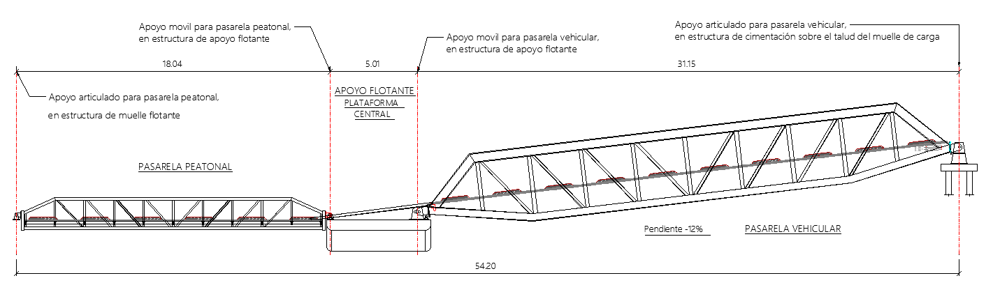 Apoyo movil para pasarela peatonal,
en estructura de apoyo flotante
Apoyo movil para pasarela vehicular,
en estructura de apoyo flotante
Apoyo articulado para pasarela vehicular,
en estructura de cimentación sobre el talud del muelle de carga
18.04
5.01
31.15
Apoyo articulado para pasarela peatonal,
en estructura de muelle flotante
APOYO FLOTANTE
PLATAFORMA
CENTRAL
PASARELA PEATONAL
Pendiente -12%
PASARELA VEHICULAR
54.20